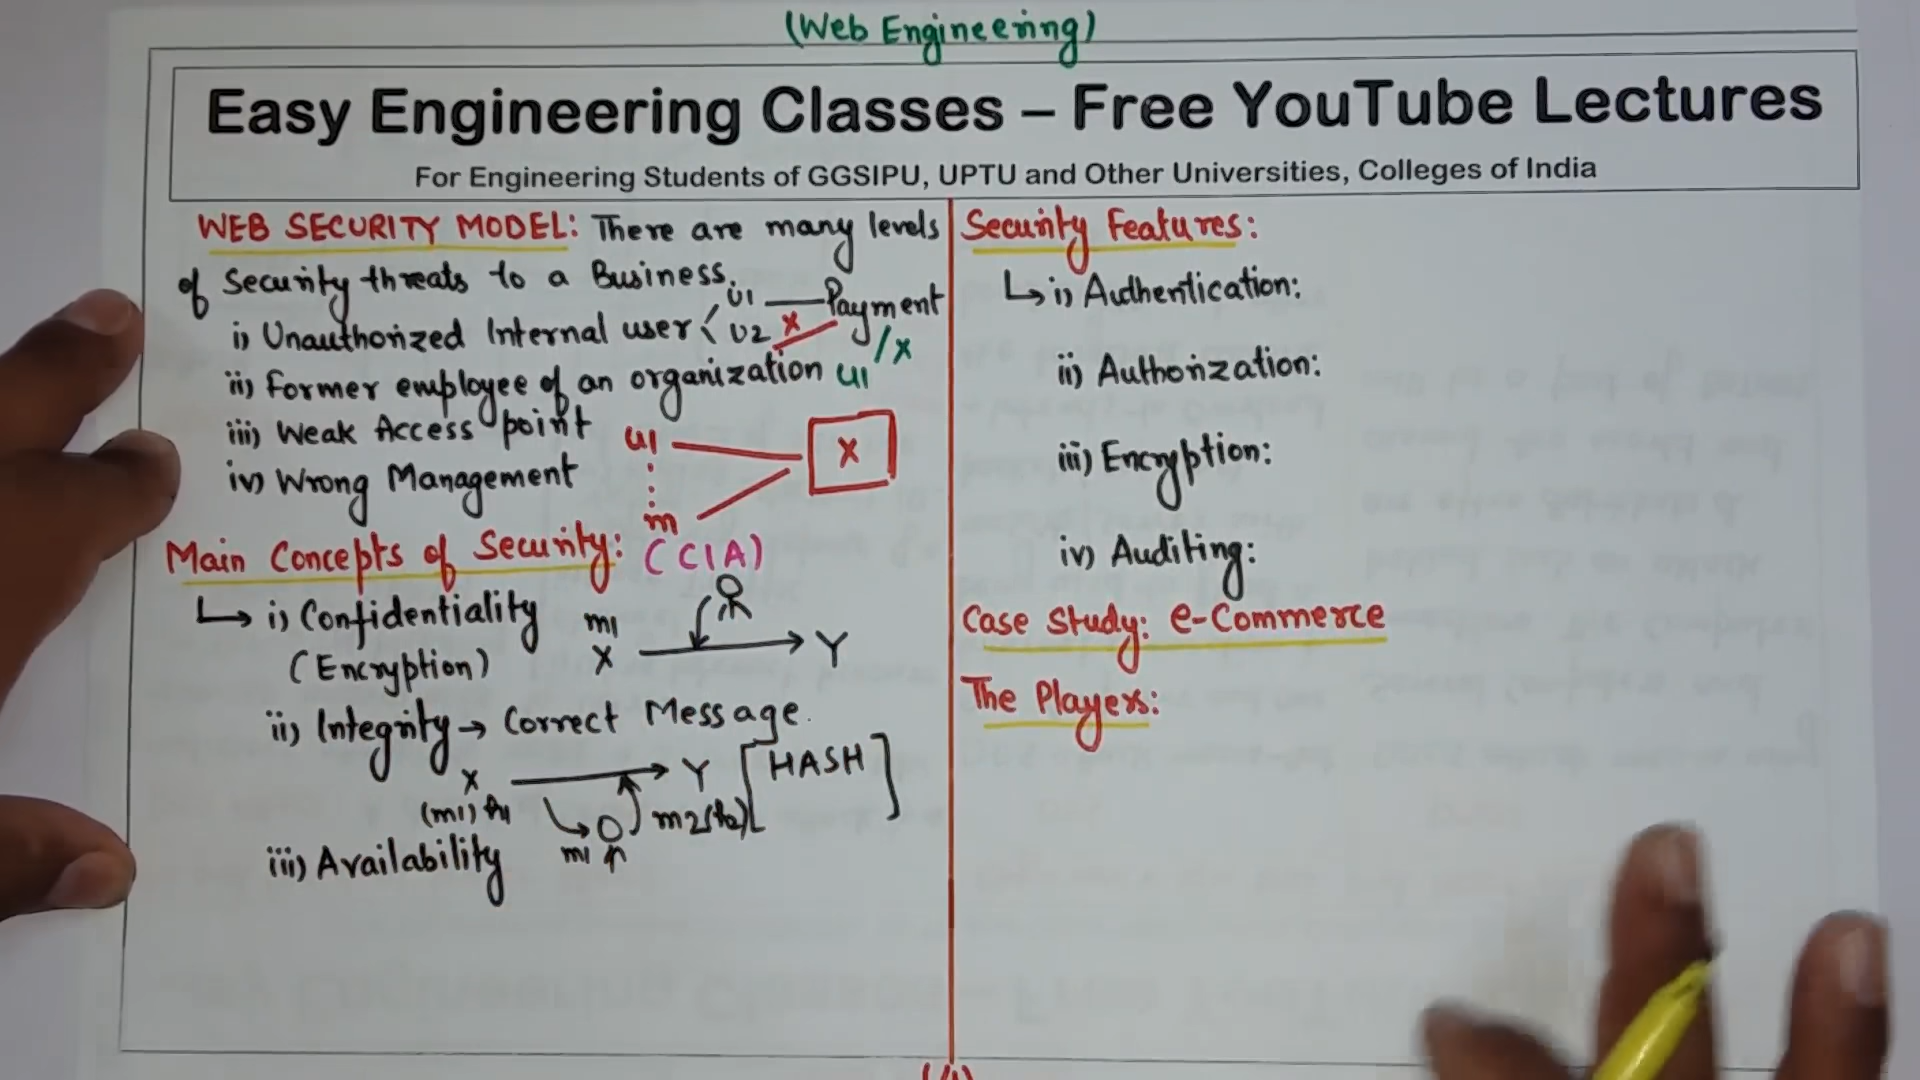 (Web Engineering)
Easy Engineering Classes – Free YouTube Lectures
For Engineering Students of GGSIPU, UPTU and Other Universities, Colleges of India
WEB SECURITY MODEL: There are many levels
of Security threats to a Business.
i) Unauthorized Internal user
U1 Payment
U2 x
/x
ii) Former employee of an organization U1
iii) Weak Access point
U1 X
iv) Wrong Management
m
Main Concepts of Security: (CIA)
i) Confidentiality
m1
(Encryption)
X Y
ii) Integrity → Correct Message.
X Y [HASH]
(m1) h1 m2(h2)
m1
iii) Availability
Security Features:
i) Authentication:
ii) Authorization:
iii) Encryption:
iv) Auditing:
Case Study: e-Commerce
The Players: